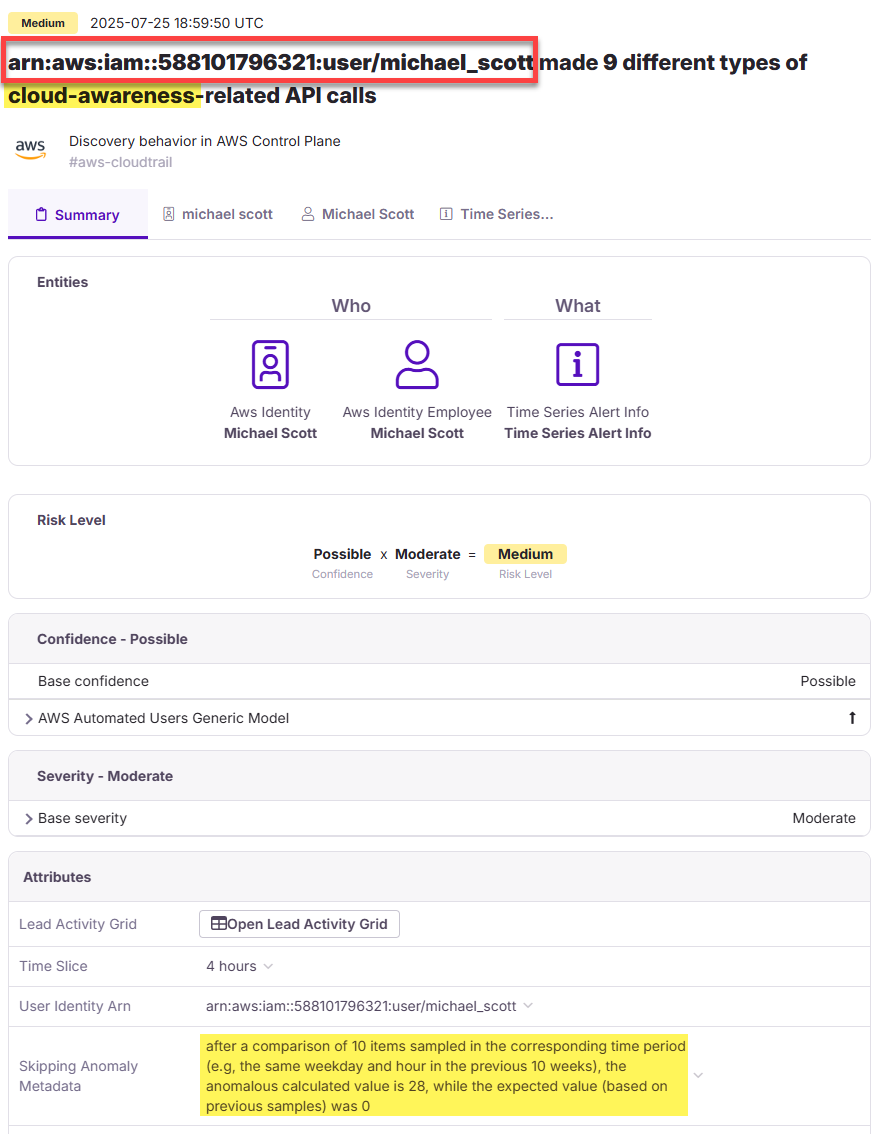 Medium 2025-07-25 18:59:50 UTC
arn:aws:iam::588101796321:user/michael_scott made 9 different types of
cloud-awareness-related API calls
aws
Discovery behavior in AWS Control Plane
#aws-cloudtrail
Summary michael scott Michael Scott Time Series...
Entities
Who What
Aws Identity Aws Identity Employee Time Series Alert Info
Michael Scott Michael Scott Time Series Alert Info
Risk Level
Possible x Moderate = Medium
Confidence Severity Risk Level
Confidence - Possible
Base confidence Possible
AWS Automated Users Generic Model
Severity - Moderate
Base severity Moderate
Attributes
Lead Activity Grid Open Lead Activity Grid
Time Slice 4 hours
User Identity Arn arn:aws:iam::588101796321:user/michael_scott
Skipping Anomaly
Metadata
after a comparison of 10 items sampled in the corresponding time period
(e.g, the same weekday and hour in the previous 10 weeks), the
anomalous calculated value is 28, while the expected value (based on
previous samples) was 0